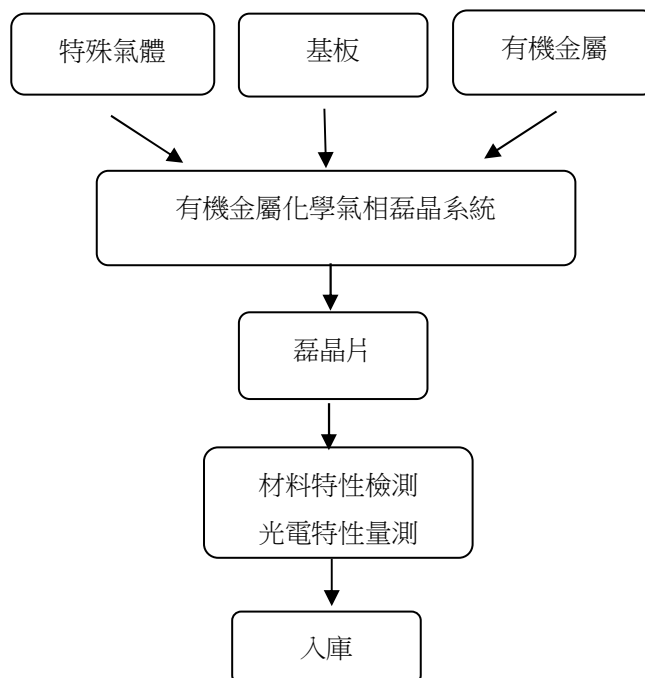 特殊氣體
基板
有機金屬
有機金屬化學氣相磊晶系統
磊晶片
材料特性檢測
光電特性量測
入庫